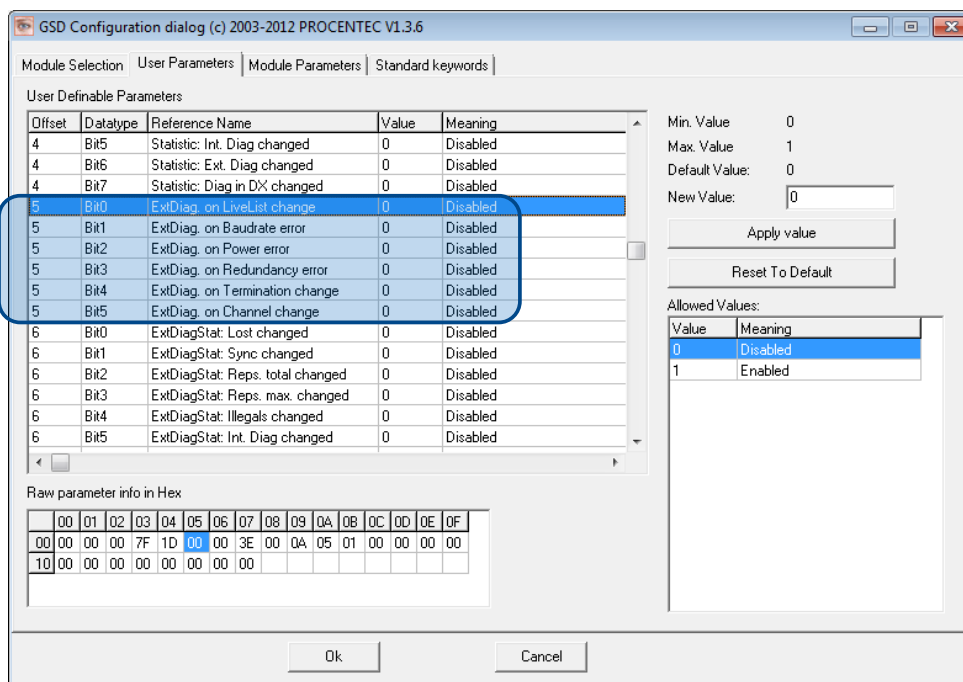 GSD Configuration dialog (c) 2003-2012 PROCENTEC V1.3.6
Module Selection User Parameters Module Parameters Standard keywords
User Definable Parameters
Offset Datatype Reference Name Value Meaning
4 Bit5 Statistic: Int. Diag changed 0 Disabled
4 Bit6 Statistic: Ext. Diag changed 0 Disabled
4 Bit7 Statistic: Diag in DX changed 0 Disabled
5 Bit0 ExtDiag. on LiveList change 0 Disabled
5 Bit1 ExtDiag. on Baudrate error 0 Disabled
5 Bit2 ExtDiag. on Power error 0 Disabled
5 Bit3 ExtDiag. on Redundancy error 0 Disabled
5 Bit4 ExtDiag. on Termination change 0 Disabled
5 Bit5 ExtDiag. on Channel change 0 Disabled
6 Bit0 ExtDiagStat: Lost changed 0 Disabled
6 Bit1 ExtDiagStat: Sync changed 0 Disabled
6 Bit2 ExtDiagStat: Reps. total changed 0 Disabled
6 Bit3 ExtDiagStat: Reps. max. changed 0 Disabled
6 Bit4 ExtDiagStat: Illegals changed 0 Disabled
6 Bit5 ExtDiagStat: Int. Diag changed 0 Disabled
Min. Value 0
Max. Value 1
Default Value: 0
New Value: 0
Apply value
Reset To Default
Allowed Values:
Value Meaning
0 Disabled
1 Enabled
Raw parameter info in Hex
00 01 02 03 04 05 06 07 08 09 0A 0B 0C 0D 0E 0F
00 00 00 00 7F 1D 00 00 3E 00 0A 05 01 00 00 00 00
10 00 00 00 00 00 00 00 00
Ok Cancel